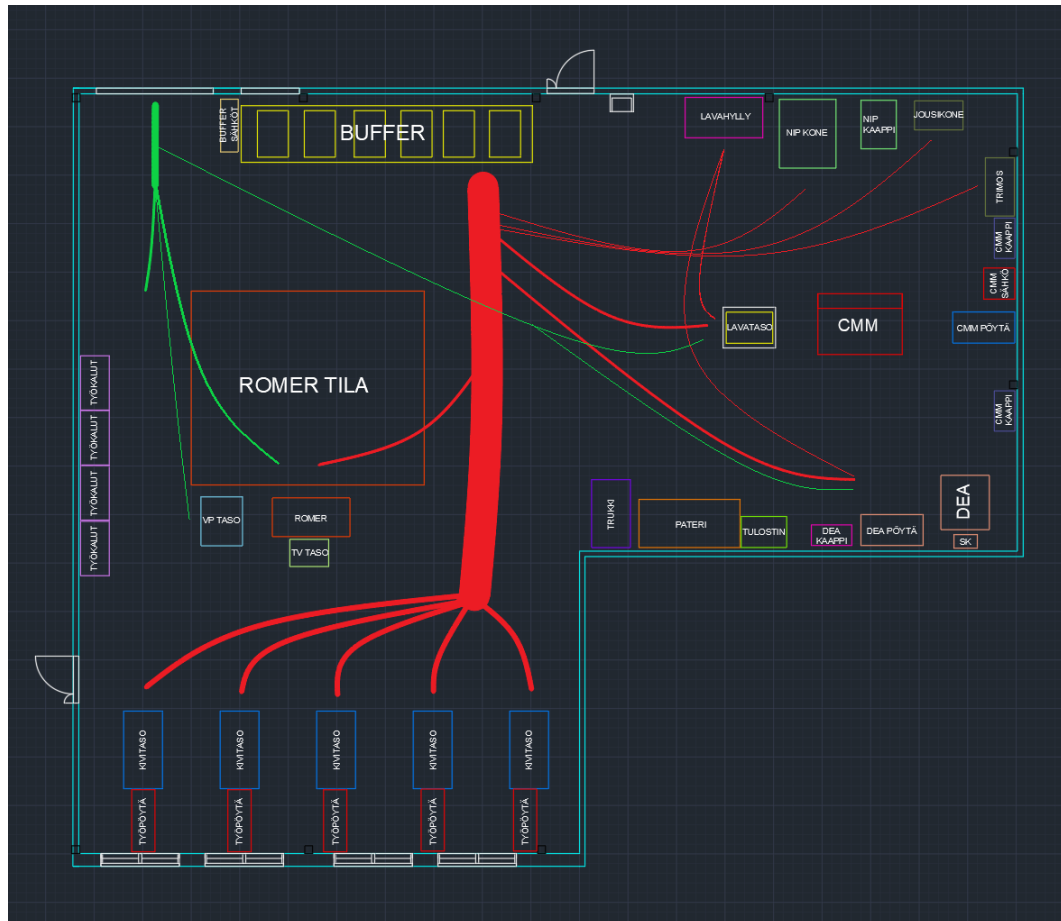 BUFFER
SÄHKÖT
BUFFER
LAVAHYLLY
NIP KONE
NIP
KAAPPI
JOUSIKONE
TRIMOS
CMM
KAAPPI
CMM
SÄHKÖ
LAVATASO
CMM
CMM PÖYTÄ
ROMER TILA
TYÖKALUT
TYÖKALUT
TYÖKALUT
TYÖKALUT
CMM
KAAPPI
VP TASO
ROMER
TV TASO
TRUKKI
PATERI
TULOSTIN
DEA
KAAPPI
DEA PÖYTÄ
DEA
SK
KIVITASO
KIVITASO
KIVITASO
KIVITASO
KIVITASO
TYÖPÖYTÄ
TYÖPÖYTÄ
TYÖPÖYTÄ
TYÖPÖYTÄ
TYÖPÖYTÄ